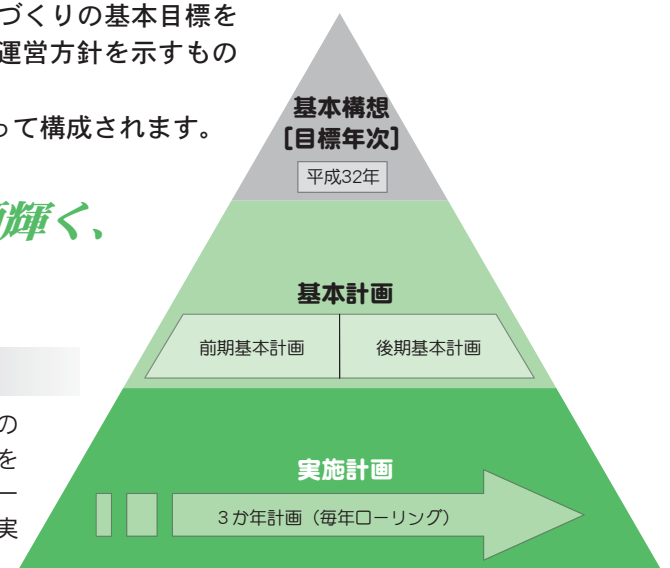 づくりの基本目標を
運営方針を示すもの
って構成されます。
輝く、
の
を
ー
実
基本構想
[目標年次]
平成32年
基本計画
前期基本計画
後期基本計画
実施計画
3か年計画（毎年ローリング）